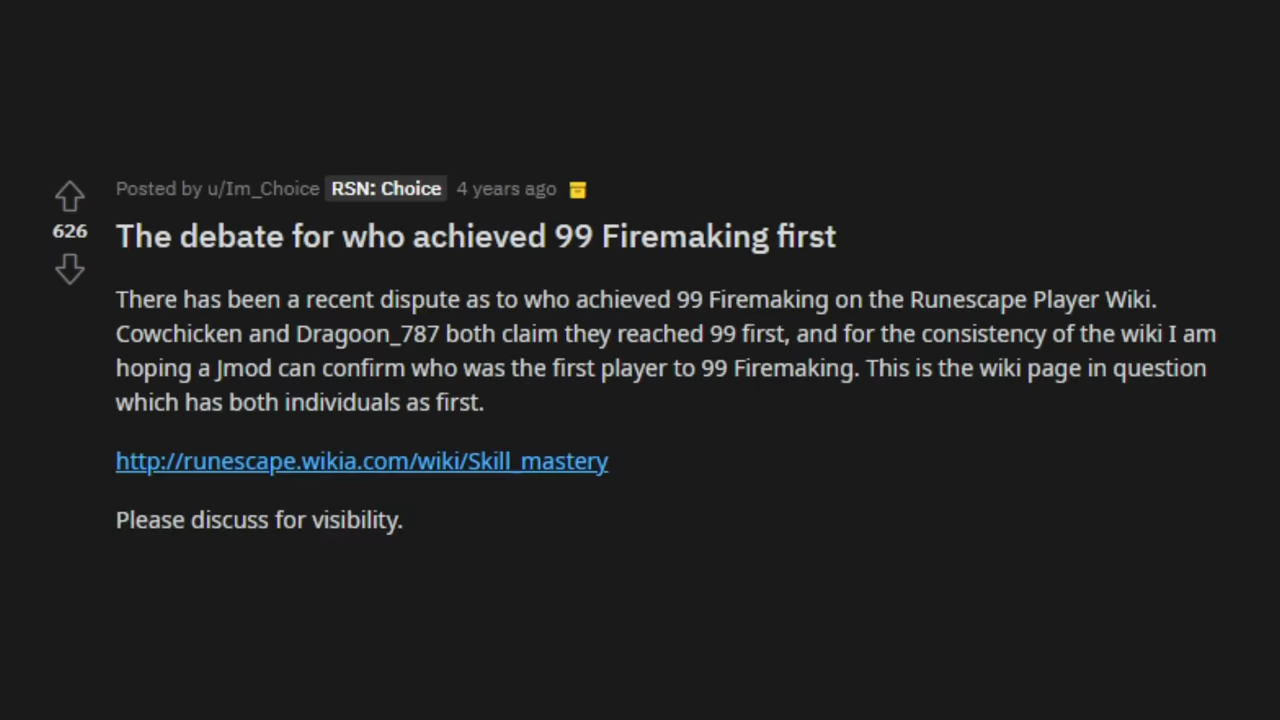 Posted by u/Im_Choice RSN: Choice 4 years ago
626
The debate for who achieved 99 Firemaking first
There has been a recent dispute as to who achieved 99 Firemaking on the Runescape Player Wiki.
Cowchicken and Dragoon_787 both claim they reached 99 first, and for the consistency of the wiki I am
hoping a Jmod can confirm who was the first player to 99 Firemaking. This is the wiki page in question
which has both individuals as first.
http://runescape.wikia.com/wiki/Skill_mastery
Please discuss for visibility.